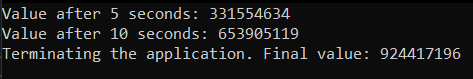 Value after 5 seconds: 331554634
Value after 10 seconds: 653905119
Terminating the application. Final value: 924417196